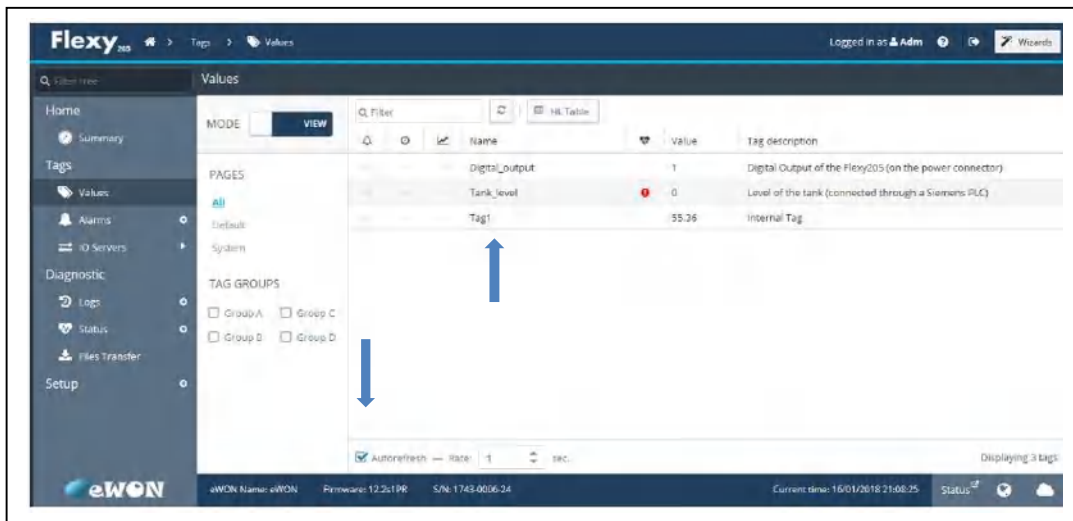 Flexy 205 > Tags > Values
Logged in as Adm
Wizards
Filter tree
Values
Home
Summary
Tags
Values
Alarms
IO Servers
Diagnostic
Logs
Status
Files Transfer
Setup
MODE VIEW
PAGES
All
Default
System
TAG GROUPS
Group A Group C
Group B Group D
Filter HL Table
Name Value Tag description
Digital_output 1 Digital Output of the Flexy205 (on the power connector)
Tank_level 0 Level of the tank (connected through a Siemens PLC)
Tag1 55.36 Internal Tag
Autorefresh — Rate: 1 sec.
Displaying 3 tags
eWON
eWON Name: eWON Firmware: 12.2s1PR S/N: 1743-0006-24
Current time: 16/01/2018 21:08:25 Status